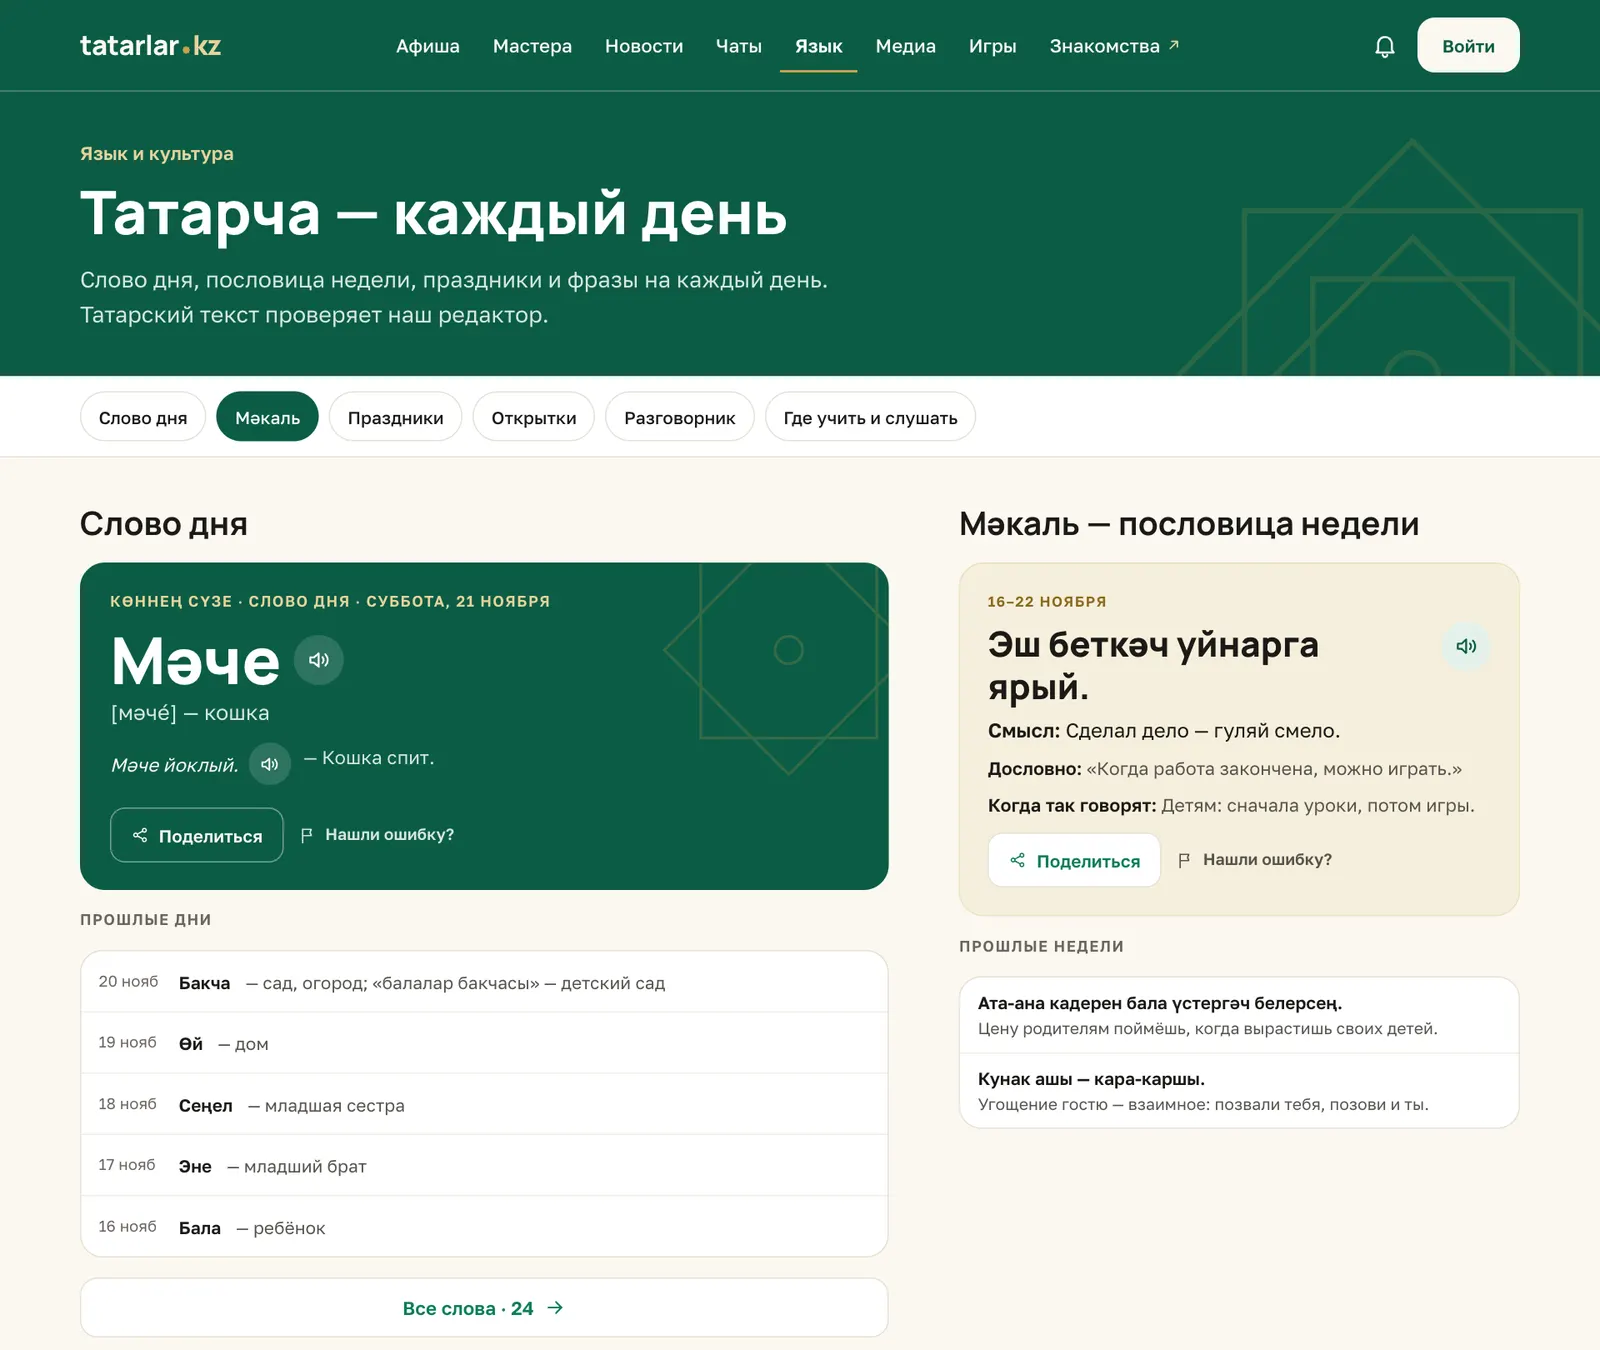 tatarlar.kz
Афиша Мастера Новости Чаты Язык Медиа Игры Знакомства ↗
Войти
Язык и культура
Татарча — каждый день
Слово дня, пословица недели, праздники и фразы на каждый день.
Татарский текст проверяет наш редактор.
Слово дня Мәкаль Праздники Открытки Разговорник Где учить и слушать
Слово дня
КӨННЕҢ СҮЗЕ · СЛОВО ДНЯ · СУББОТА, 21 НОЯБРЯ
Мәче
[мәче́] — кошка
Мәче йоклый. — Кошка спит.
Поделиться Нашли ошибку?
ПРОШЛЫЕ ДНИ
20 нояб Бакча — сад, огород; «балалар бакчасы» — детский сад
19 нояб Өй — дом
18 нояб Сеңел — младшая сестра
17 нояб Эне — младший брат
16 нояб Бала — ребёнок
Все слова · 24 →
Мәкаль — пословица недели
16–22 НОЯБРЯ
Эш беткәч уйнарга
ярый.
Смысл: Сделал дело — гуляй смело.
Дословно: «Когда работа закончена, можно играть.»
Когда так говорят: Детям: сначала уроки, потом игры.
Поделиться Нашли ошибку?
ПРОШЛЫЕ НЕДЕЛИ
Ата-ана кадерен бала үстергәч белерсең.
Цену родителям поймёшь, когда вырастишь своих детей.
Кунак ашы — кара-каршы.
Угощение гостю — взаимное: позвали тебя, позови и ты.